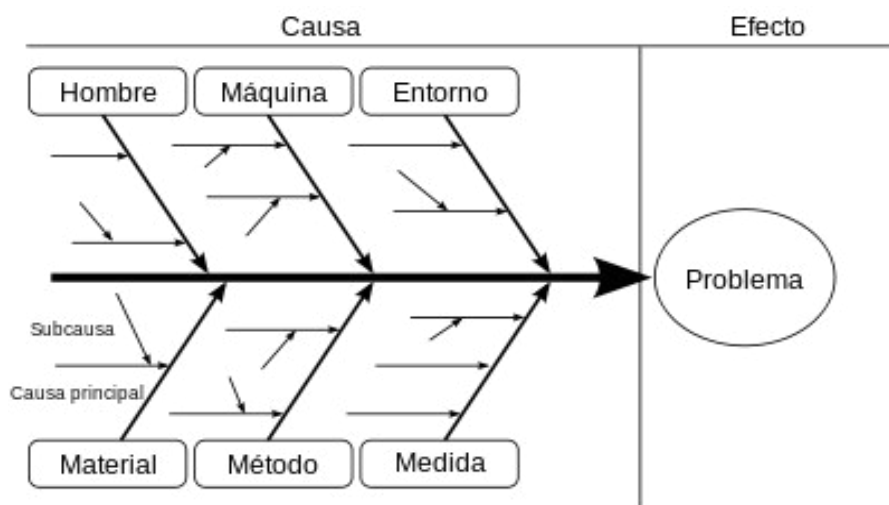 Causa
Efecto
Hombre
Máquina
Entorno
Problema
Subcausa
Causa principal
Material
Método
Medida